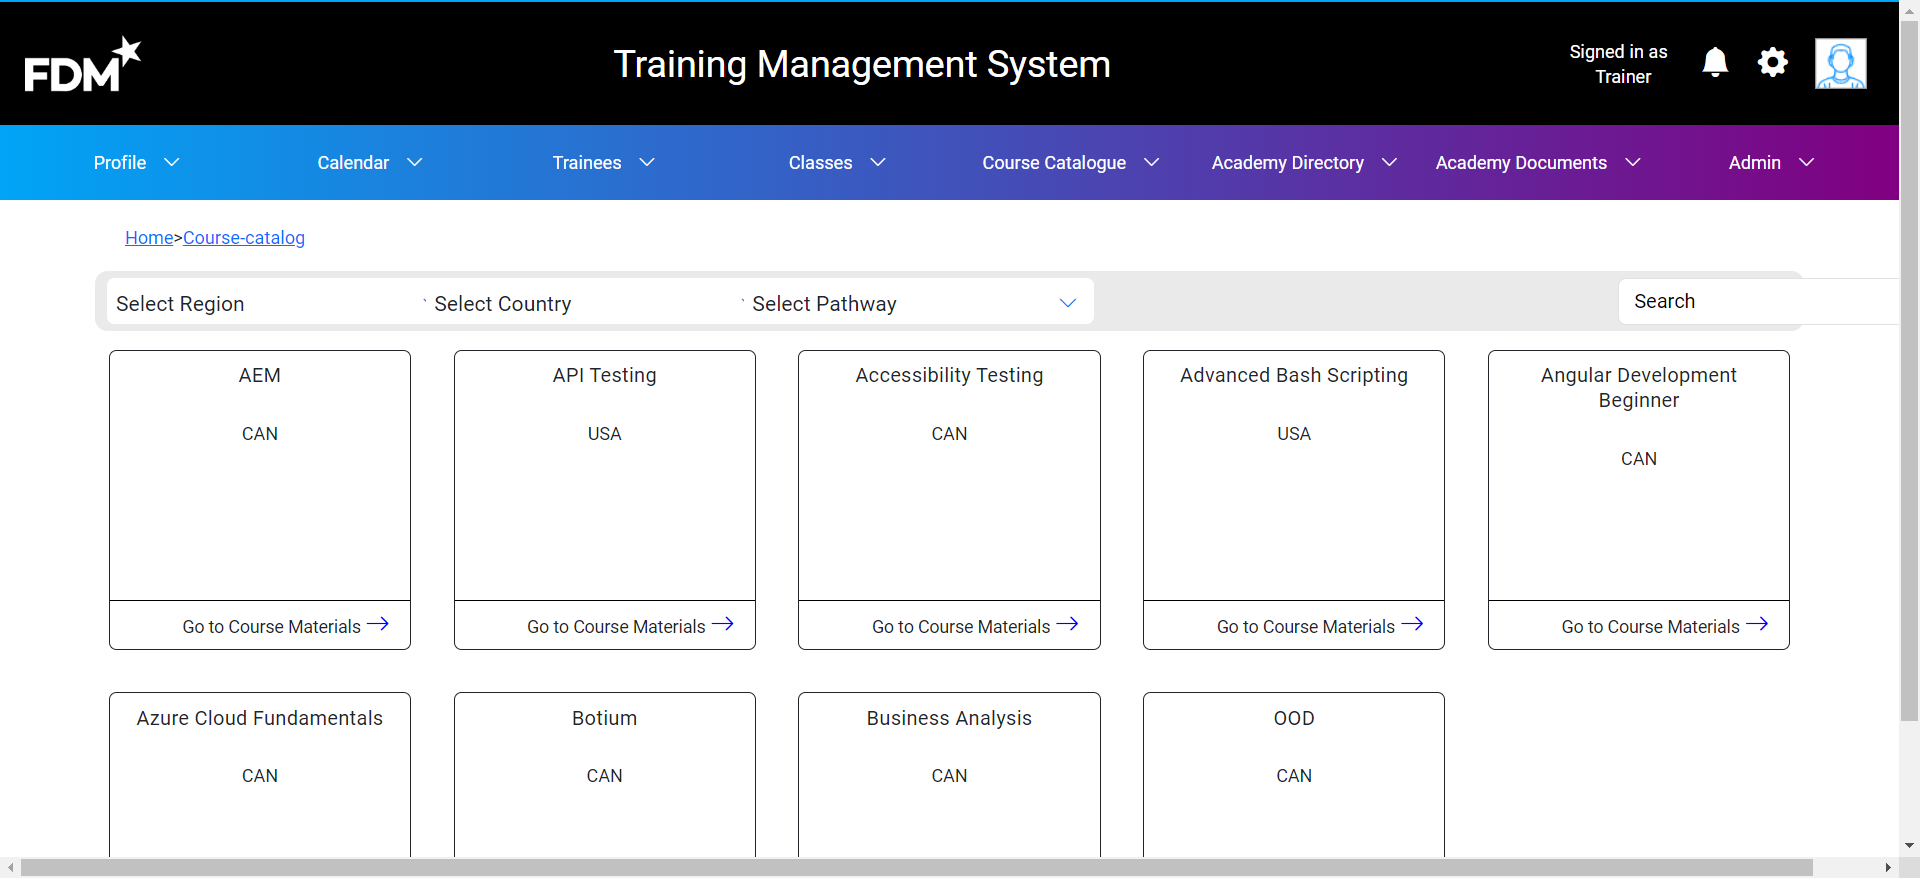 FDM
Training Management System
Signed in as
Trainer
Profile
Calendar
Trainees
Classes
Course Catalogue
Academy Directory
Academy Documents
Admin
Home>Course-catalog
Select Region
Select Country
Select Pathway
Search
AEM
CAN
Go to Course Materials
API Testing
USA
Go to Course Materials
Accessibility Testing
CAN
Go to Course Materials
Advanced Bash Scripting
USA
Go to Course Materials
Angular Development
Beginner
CAN
Go to Course Materials
Azure Cloud Fundamentals
CAN
Botium
CAN
Business Analysis
CAN
OOD
CAN